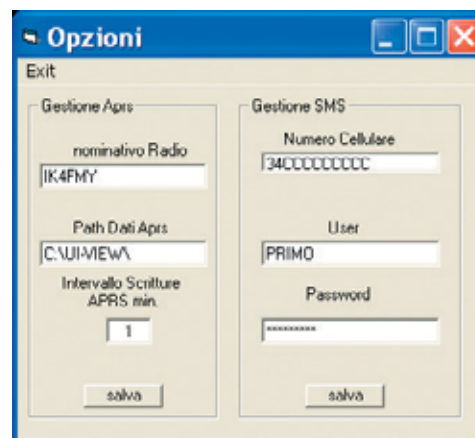 Opzioni
Exit
Gestione Aprs
nominativo Radio
IK4FMY
Path Dati Aprs
C:\UI-VIEW\
Intervallo Scritture
APRS min.
1
salva
Gestione SMS
Numero Cellulare
34CCCCCCCCC
User
PRIMO
Password
*********
salva